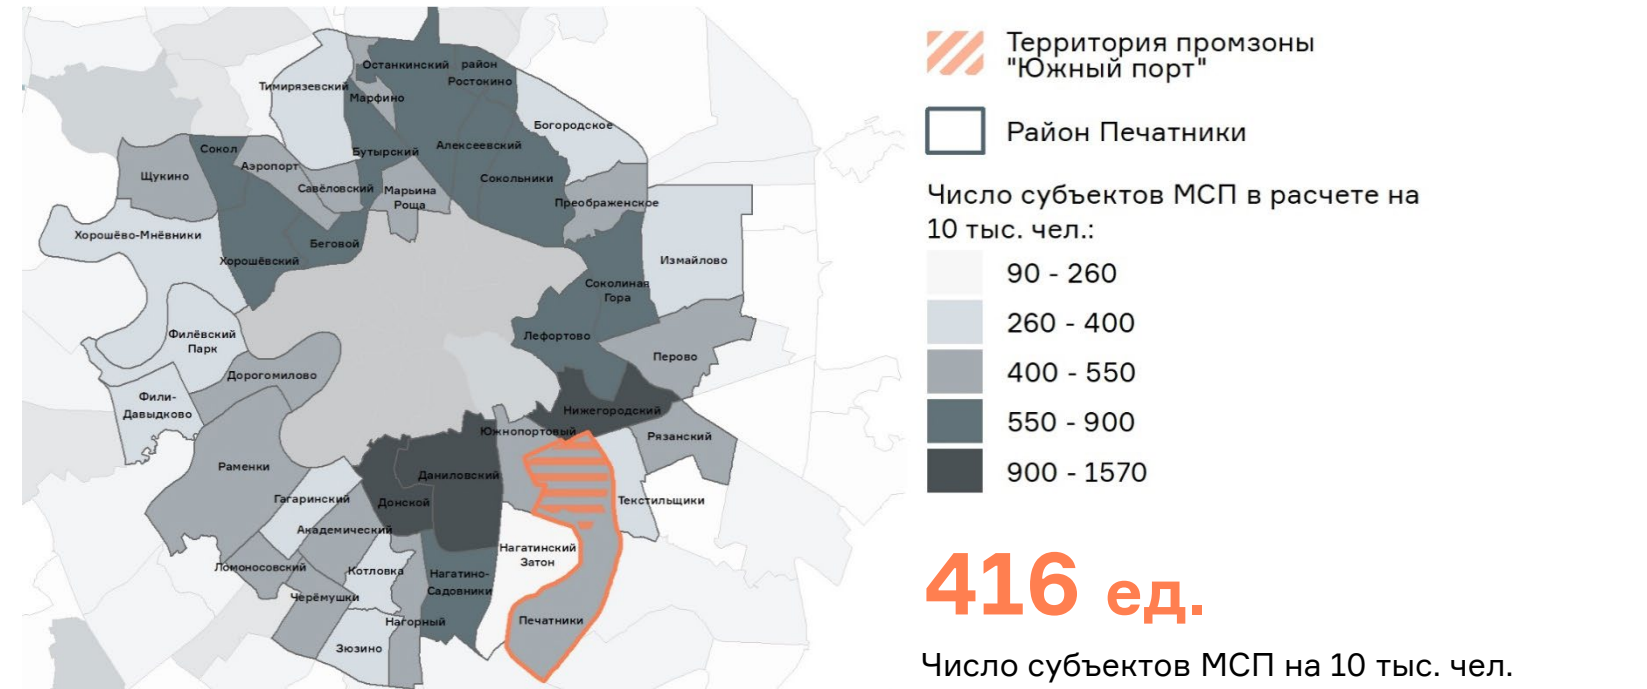 Останкинский
район
Ростокино
Тимирязевский
Марфино
Богородское
Сокол
Бутырский
Алексеевский
Аэропорт
Щукино
Савёловский
Марьина
Роща
Сокольники
Преображенское
Хорошёво-Мнёвники
Беговой
Хорошёвский
Измайлово
Соколиная
Гора
Филёвский
Парк
Лефортово
Перово
Дорогомилово
Фили-
Давыдково
Нижегородский
Южнопортовый
Рязанский
Раменки
Даниловский
Гагаринский
Донской
Текстильщики
Академический
Нагатинский
Затон
Ломоносовский
Котловка
Нагатино-
Садовники
Черёмушки
Нагорный
Печатники
Зюзино
Территория промзоны
"Южный порт"
Район Печатники
Число субъектов МСП в расчете на
10 тыс. чел.:
90 - 260
260 - 400
400 - 550
550 - 900
900 - 1570
416 ед.
Число субъектов МСП на 10 тыс. чел.